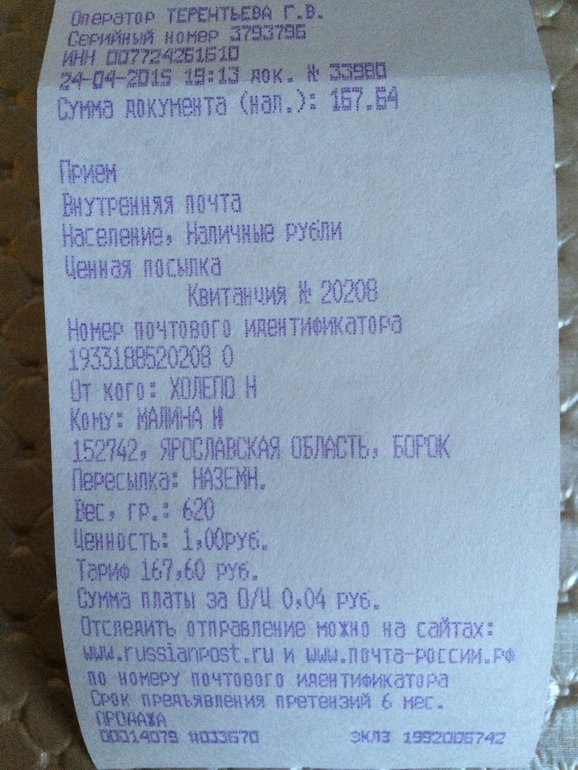 Оператор ТЕРЕНТЬЕВА Г.В.
Серийный номер 3793796
ИНН 007724261610
24-04-2015 19:13 док. № 33980
Сумма документа (нал.): 167.64
Прием
Внутренняя почта
Население, Наличные рубли
Ценная посылка
Квитанция № 20208
Номер почтового идентификатора
1933188520208 0
От кого: ХОЛЕПО Н
Кому: МАЛИНА Н
152742, ЯРОСЛАВСКАЯ ОБЛАСТЬ, БОРОК
Пересылка: НАЗЕМН.
Вес, гр.: 620
Ценность: 1,00руб.
Тариф 167,60 руб.
Сумма платы за О/Ц 0,04 руб.
Отследить отправление можно на сайтах:
www.russianpost.ru и www.почта-россии.рф
по номеру почтового идентификатора
Срок предъявления претензий 6 мес.
ПРОДАЖА
00014079 #033670 ЭКЛЗ 1992006742